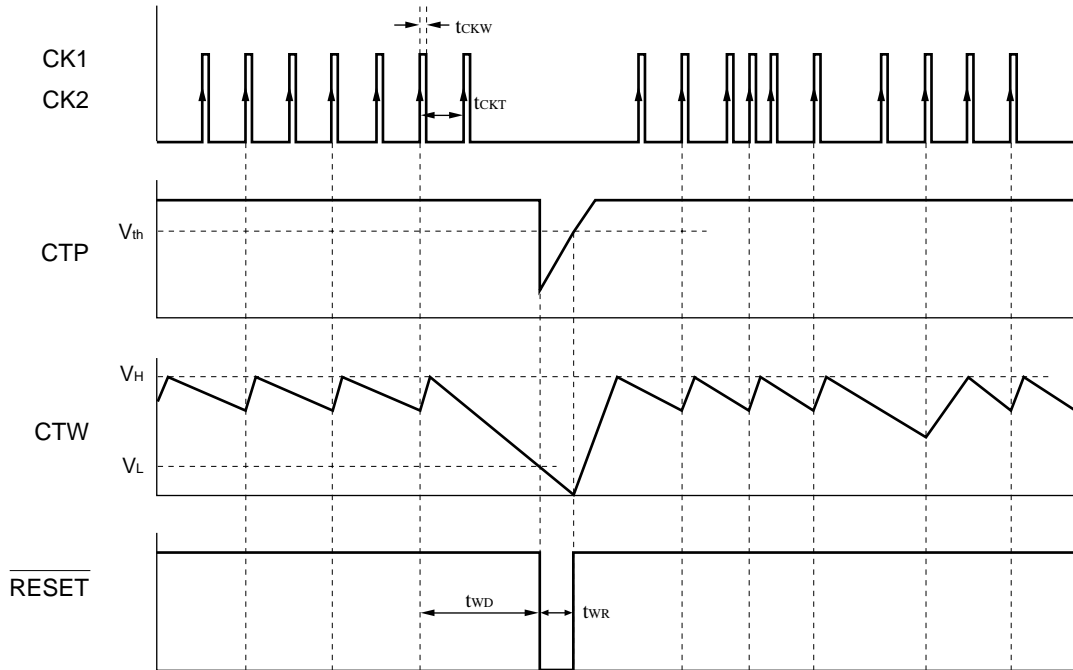 tCKW
CK1
CK2
tCKT
Vth
CTP
VH
CTW
VL
RESET
tWD
tWR